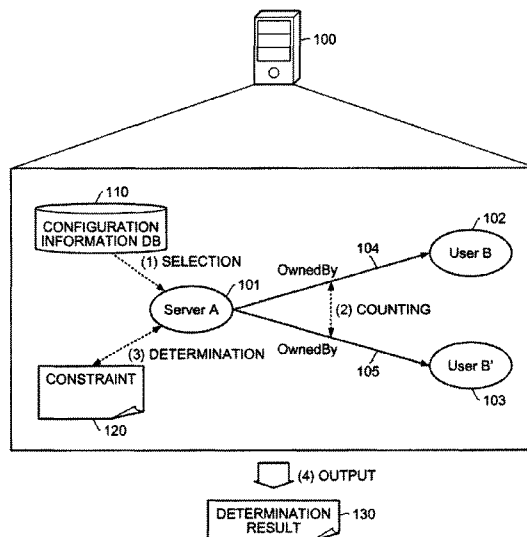 100
110
CONFIGURATION
INFORMATION DB
(1) SELECTION
101
Server A
(3) DETERMINATION
CONSTRAINT
120
OwnedBy
104
102
User B
(2) COUNTING
OwnedBy
105
User B'
103
(4) OUTPUT
130
DETERMINATION
RESULT